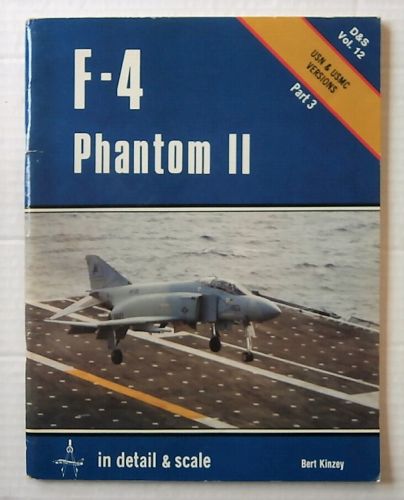 D&S
Vol. 12
USN & USMC
VERSIONS
Part 3
F-4
Phantom II
in detail & scale
Bert Kinzey